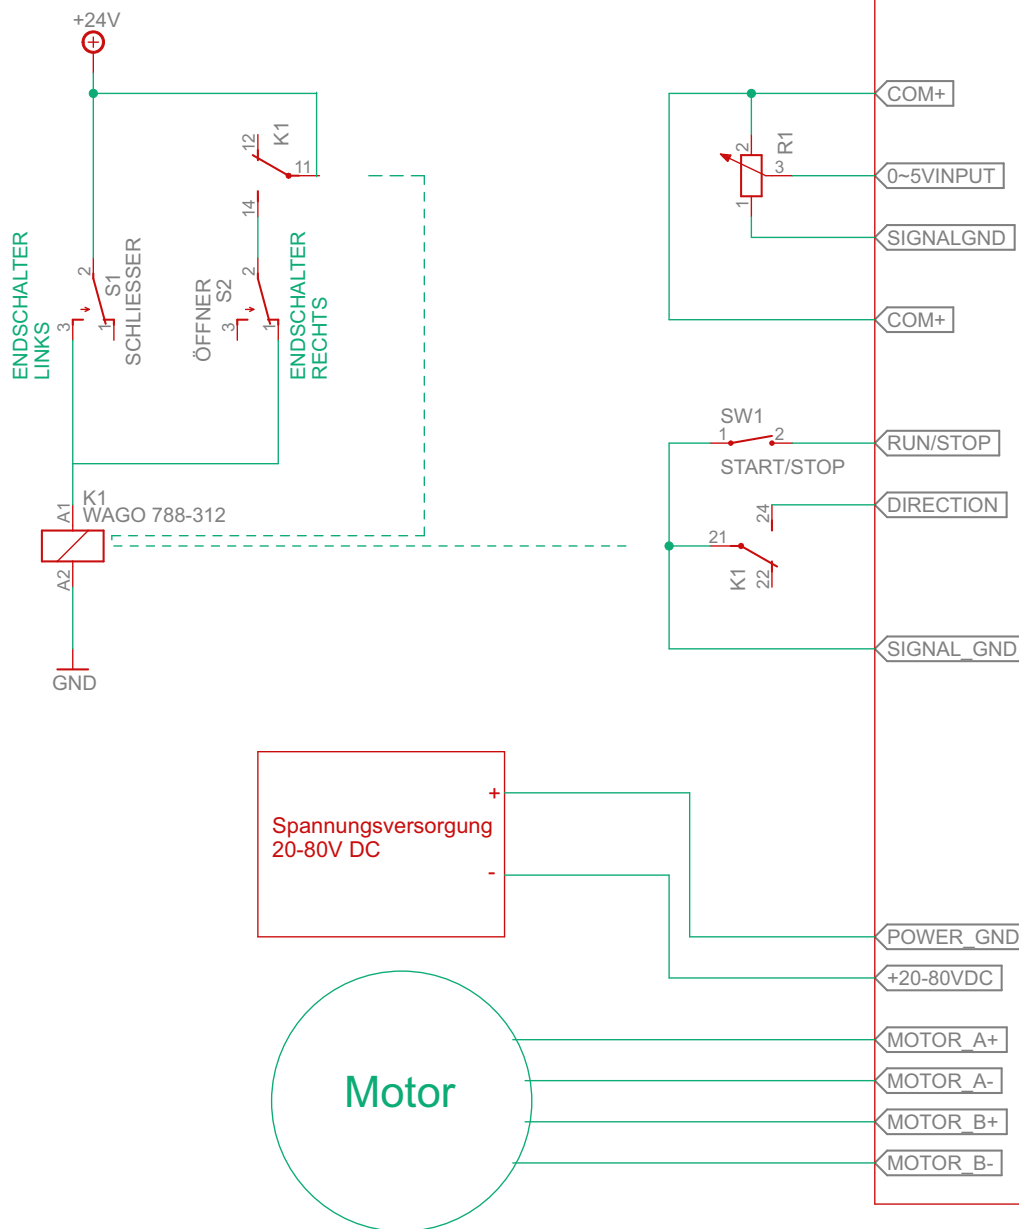 +24V
12
K1
11
14
ENDSCHALTER
LINKS
2
S1
3
1
SCHLIESSER
ÖFFNER
S2
2
3
1
ENDSCHALTER
RECHTS
A1
K1
WAGO 788-312
A2
GND
COM+
2
R1
3
0~5VINPUT
1
SIGNALGND
COM+
SW1
1
2
RUN/STOP
START/STOP
24
DIRECTION
21
K1
22
SIGNAL_GND
+
Spannungsversorgung
20-80V DC
-
POWER_GND
+20-80VDC
MOTOR_A+
Motor
MOTOR_A-
MOTOR_B+
MOTOR_B-